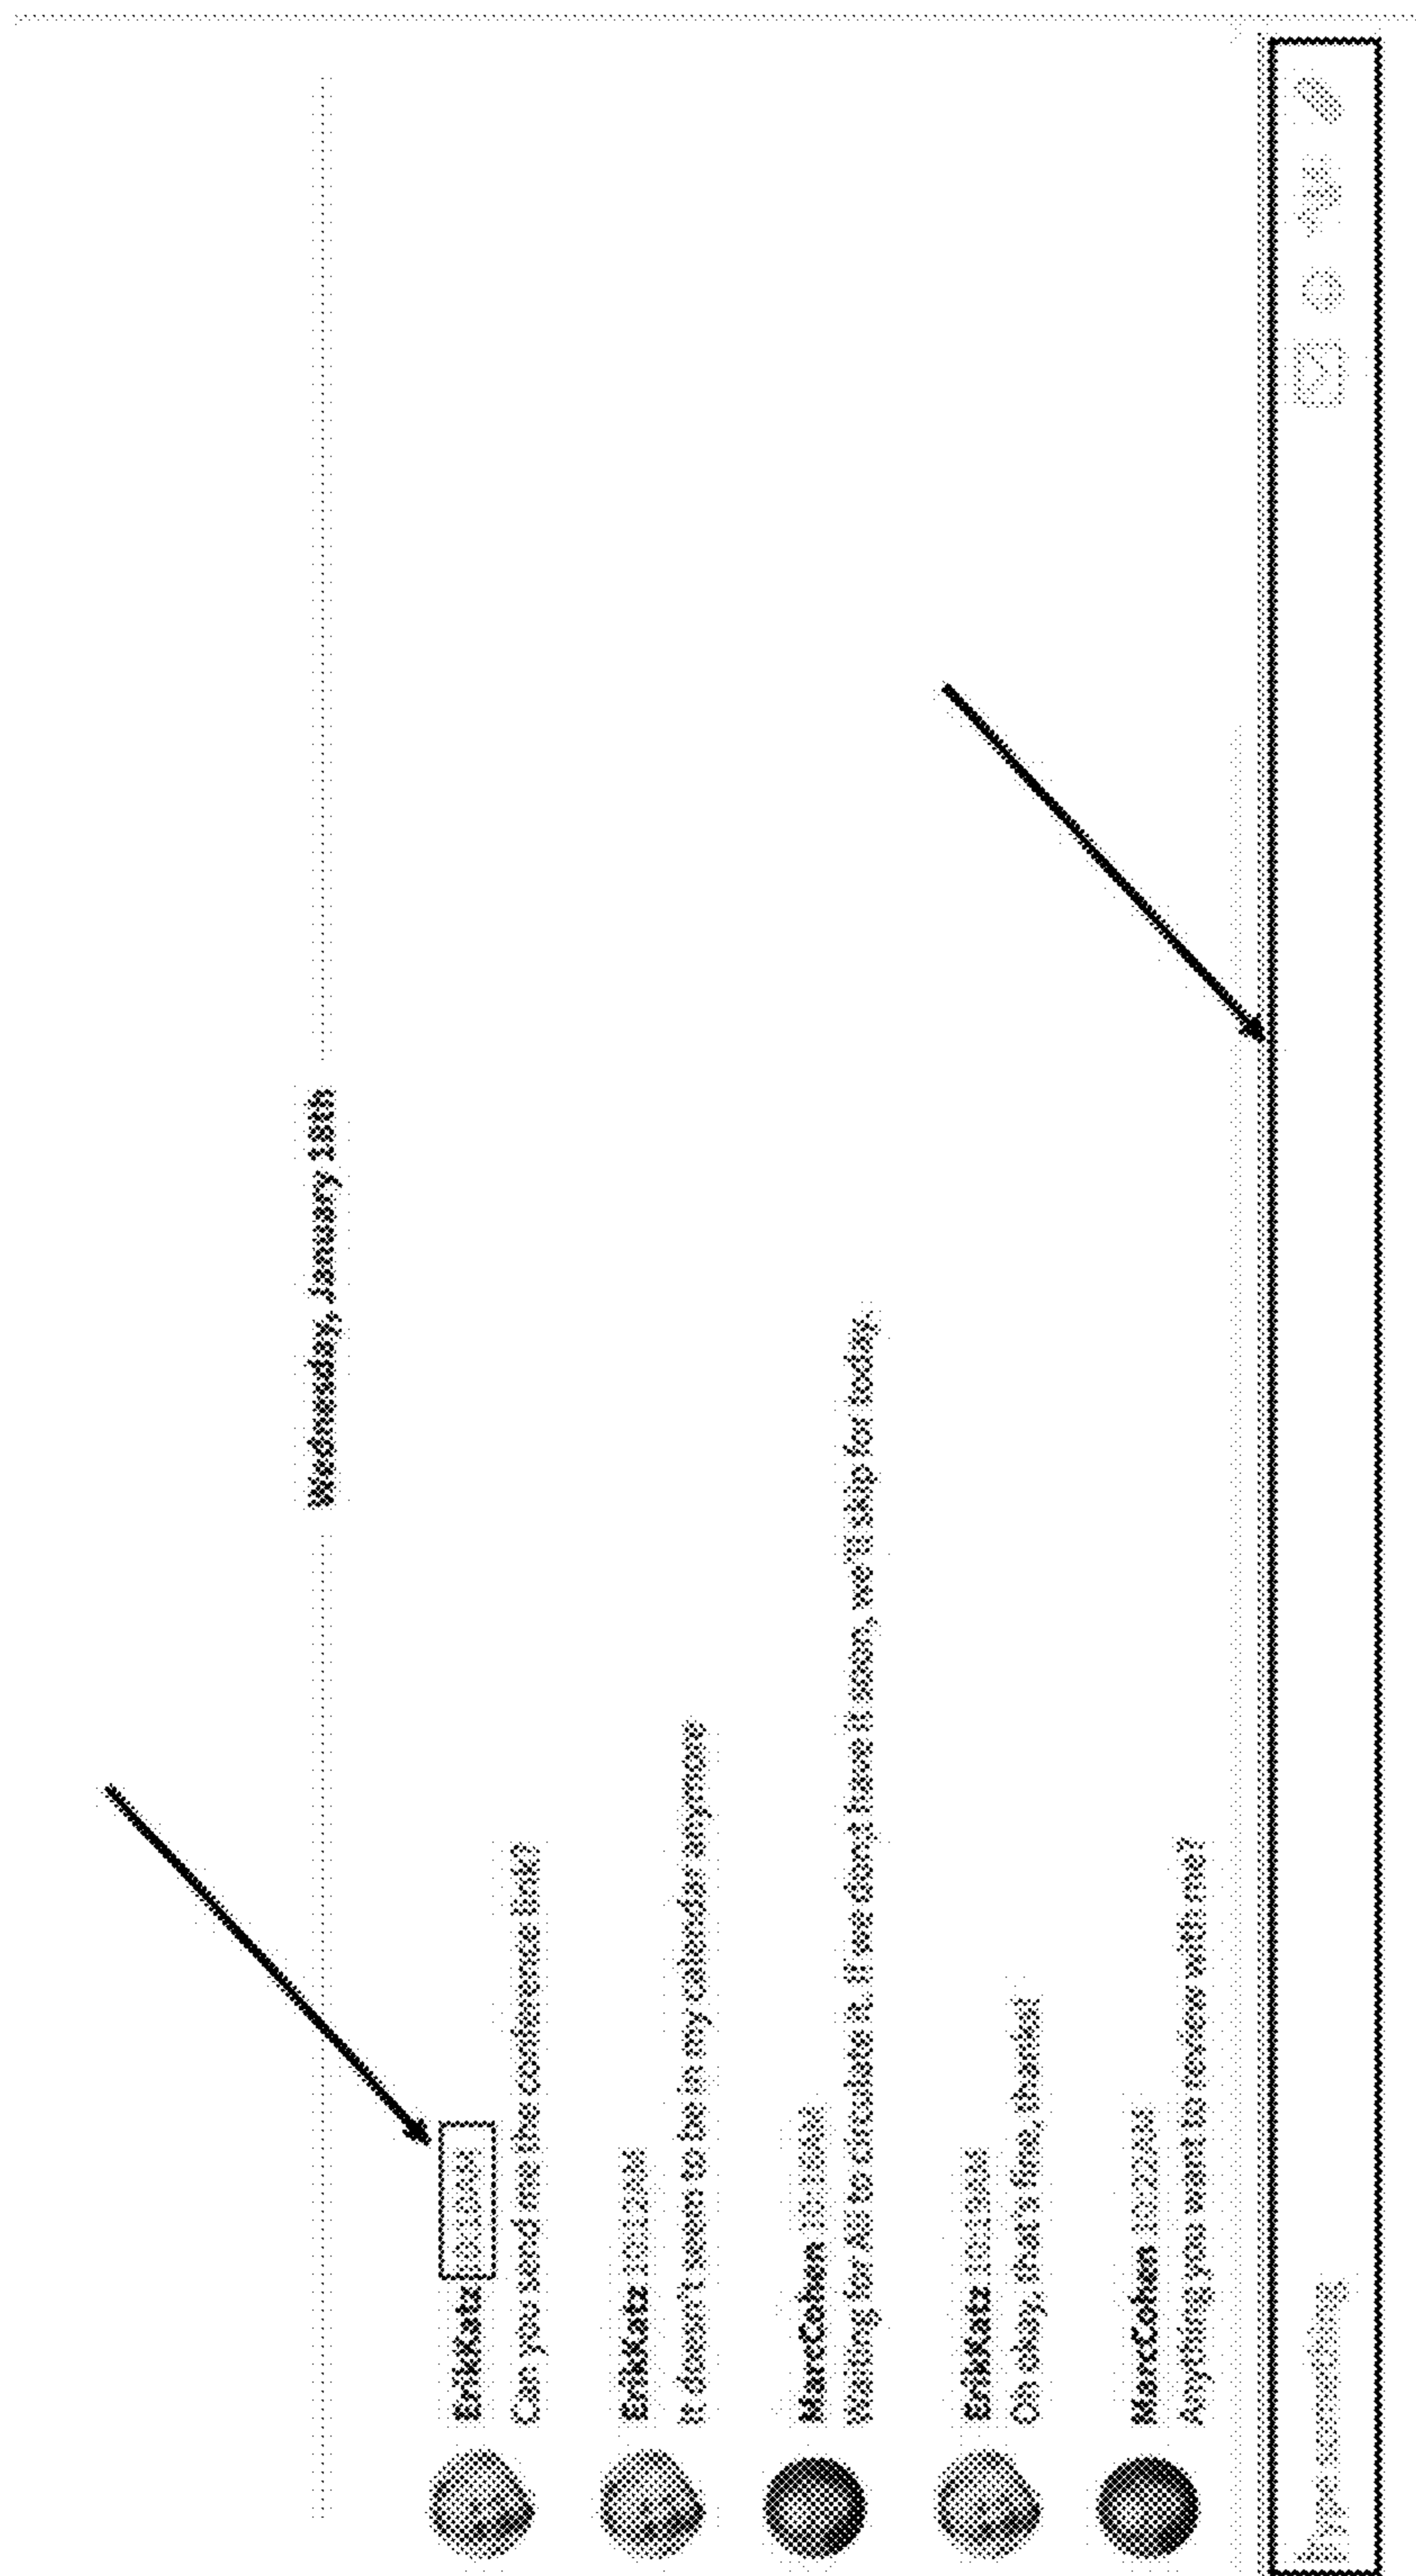 Wednesday, January 18th
ErikKatz
Can you send me the conference link?
ErikKatz
It doesn't seem to be in my calendar anymore
MarcCohen
Waiting for Ali to circulate it. If we don't have it soon, we'll skip for today.
ErikKatz
Oh okay, that's fine, thanks!
MarcCohen
Anything you want to review with me?